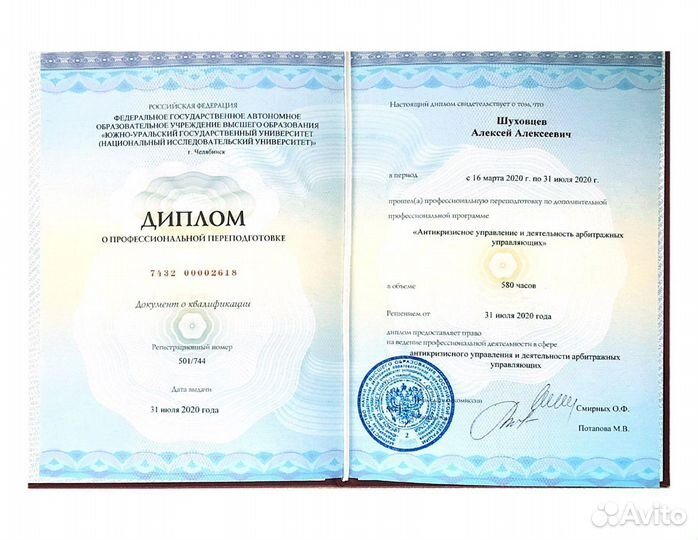 РОССИЙСКАЯ ФЕДЕРАЦИЯ
ФЕДЕРАЛЬНОЕ ГОСУДАРСТВЕННОЕ АВТОНОМНОЕ
ОБРАЗОВАТЕЛЬНОЕ УЧРЕЖДЕНИЕ ВЫСШЕГО ОБРАЗОВАНИЯ
«ЮЖНО-УРАЛЬСКИЙ ГОСУДАРСТВЕННЫЙ УНИВЕРСИТЕТ
(НАЦИОНАЛЬНЫЙ ИССЛЕДОВАТЕЛЬСКИЙ УНИВЕРСИТЕТ)»
г. Челябинск
ДИПЛОМ
О ПРОФЕССИОНАЛЬНОЙ ПЕРЕПОДГОТОВКЕ
7432 00002618
Документ о квалификации
Регистрационный номер
501/744
Дата выдачи
31 июля 2020 года
Настоящий диплом свидетельствует о том, что
Шуховцев
Алексей Алексеевич
в период
с 16 марта 2020 г. по 31 июля 2020 г.
прошел(а) профессиональную переподготовку по дополнительной
профессиональной программе
«Антикризисное управление и деятельность арбитражных
управляющих»
в объеме
580 часов
Решением от
31 июля 2020 года
диплом предоставляет право
на ведение профессиональной деятельности в сфере
антикризисного управления и деятельности арбитражных
управляющих
комиссии
Смирных О.Ф.
Потапова М.В.
2
Avito